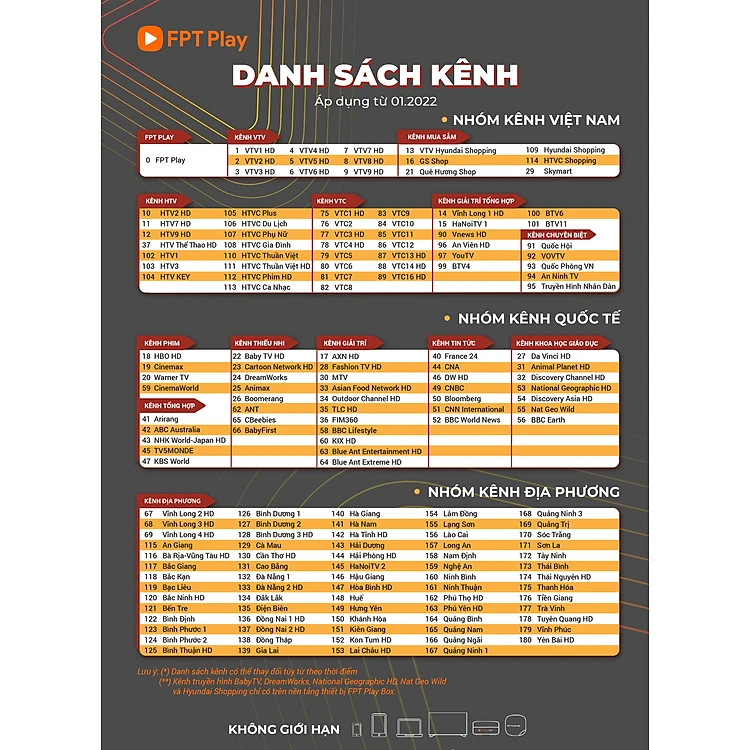 FPT Play
DANH SÁCH KÊNH
Áp dụng từ 01.2022
• NHÓM KÊNH VIỆT NAM
FPT PLAY
0 FPT Play
KÊNH VTV
1 VTV1 HD 4 VTV4 HD 7 VTV7 HD
2 VTV2 HD 5 VTV5 HD 8 VTV8 HD
3 VTV3 HD 6 VTV6 HD 9 VTV9 HD
KÊNH MUA SẮM
13 VTV Hyundai Shopping 109 Hyundai Shopping
16 GS Shop 114 HTVC Shopping
21 Quê Hương Shop 29 Skymart
KÊNH HTV
10 HTV2 HD 105 HTVC Plus
11 HTV7 HD 106 HTVC Du Lịch
12 HTV9 HD 107 HTVC Phụ Nữ
37 HTV Thể Thao HD 108 HTVC Gia Đình
102 HTV1 110 HTVC Thuần Việt
103 HTV3 111 HTVC Thuần Việt HD
104 HTV KEY 112 HTVC Phim HD
113 HTVC Ca Nhạc
KÊNH VTC
75 VTC1 HD 83 VTC9
76 VTC2 84 VTC10
77 VTC3 HD 85 VTC11
78 VTC4 HD 86 VTC12
79 VTC5 87 VTC13 HD
80 VTC6 88 VTC14 HD
81 VTC7 89 VTC16 HD
82 VTC8
KÊNH GIẢI TRÍ TỔNG HỢP
14 Vĩnh Long 1 HD 100 BTV6
15 HaNoiTV 1 101 BTV11
90 Vnews HD
96 An Viên HD
97 YouTV
99 BTV4
KÊNH CHUYÊN BIỆT
91 Quốc Hội
92 VOVTV
93 Quốc Phòng VN
94 An Ninh TV
95 Truyền Hình Nhân Dân
• NHÓM KÊNH QUỐC TẾ
KÊNH PHIM
18 HBO HD
19 Cinemax
20 Warner TV
59 CinemaWorld
KÊNH TỔNG HỢP
41 Arirang
42 ABC Australia
43 NHK World-Japan HD
45 TV5MONDE
47 KBS World
KÊNH THIẾU NHI
22 Baby TV HD
23 Cartoon Network HD
24 DreamWorks
25 Animax
26 Boomerang
62 ANT
65 CBeebies
66 BabyFirst
KÊNH GIẢI TRÍ
17 AXN HD
28 Fashion TV HD
30 MTV
33 Asian Food Network HD
34 Outdoor Channel HD
35 TLC HD
36 FIM360
58 BBC Lifestyle
60 KIX HD
63 Blue Ant Entertainment HD
64 Blue Ant Extreme HD
KÊNH TIN TỨC
40 France 24
44 CNA
46 DW HD
49 CNBC
50 Bloomberg
51 CNN International
52 BBC World News
KÊNH KHOA HỌC GIÁO DỤC
27 Da Vinci HD
31 Animal Planet HD
32 Discovery Channel HD
53 National Geographic HD
54 Discovery Asia HD
55 Nat Geo Wild
56 BBC Earth
• NHÓM KÊNH ĐỊA PHƯƠNG
KÊNH ĐỊA PHƯƠNG
67 Vĩnh Long 2 HD 126 Bình Dương 1 140 Hà Giang 154 Lâm Đồng 168 Quảng Ninh 3
68 Vĩnh Long 3 HD 127 Bình Dương 2 141 Hà Nam 155 Lạng Sơn 169 Quảng Trị
69 Vĩnh Long 4 HD 128 Bình Dương 3 HD 142 Hà Tĩnh HD 156 Lào Cai 170 Sóc Trăng
115 An Giang 129 Cà Mau 143 Hải Dương 157 Long An 171 Sơn La
116 Bà Rịa-Vũng Tàu HD 130 Cần Thơ HD 144 Hải Phòng HD 158 Nam Định 172 Tây Ninh
117 Bắc Giang 131 Cao Bằng 145 HaNoiTV 2 159 Nghệ An 173 Thái Bình
118 Bắc Kạn 132 Đà Nẵng 1 146 Hậu Giang 160 Ninh Bình 174 Thái Nguyên HD
119 Bạc Liêu 133 Đà Nẵng 2 HD 147 Hòa Bình HD 161 Ninh Thuận 175 Thanh Hóa
120 Bắc Ninh HD 134 Đắk Lắk 148 Huế 162 Phú Thọ HD 176 Tiền Giang
121 Bến Tre 135 Điện Biên 149 Hưng Yên 163 Phú Yên HD 177 Trà Vinh
122 Bình Định 136 Đồng Nai 1 HD 150 Khánh Hòa 164 Quảng Bình 178 Tuyên Quang HD
123 Bình Phước 1 137 Đồng Nai 2 HD 151 Kiên Giang 165 Quảng Nam 179 Vĩnh Phúc
124 Bình Phước 2 138 Đồng Tháp 152 Kon Tum HD 166 Quảng Ngãi 180 Yên Bái HD
125 Bình Thuận HD 139 Gia Lai 153 Lai Châu HD 167 Quảng Ninh 1
Lưu ý: (*) Danh sách kênh có thể thay đổi tùy từ theo thời điểm
(**) Kênh truyền hình BabyTV, DreamWorks, National Geographic HD Nat Geo Wild
và Hyundai Shopping chỉ có trên nền tảng thiết bị FPT Play Box.
KHÔNG GIỚI HẠN